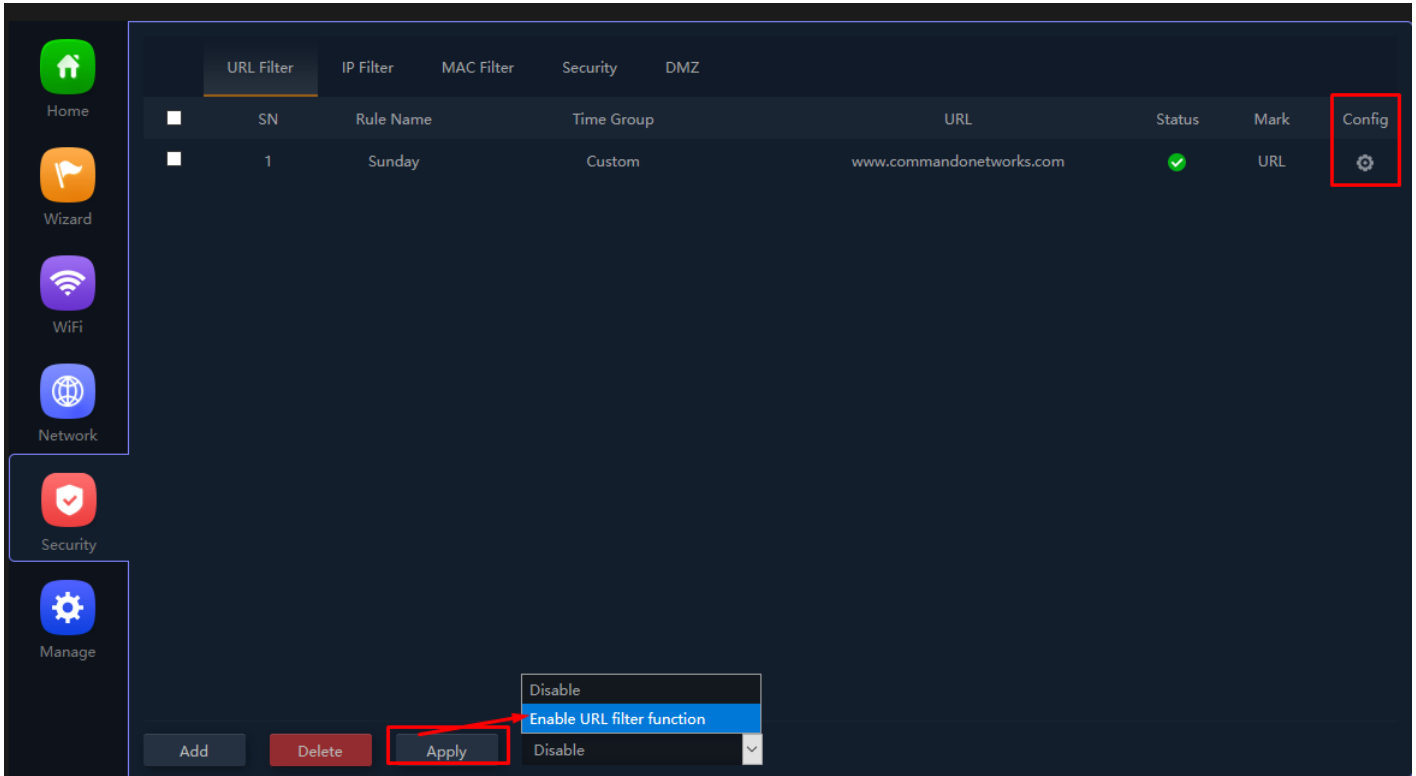 Home
Wizard
WiFi
Network
Security
Manage
URL Filter IP Filter MAC Filter Security DMZ
SN Rule Name Time Group URL Status Mark Config
1 Sunday Custom www.commandonetworks.com URL
Disable
Enable URL filter function
Add Delete Apply Disable